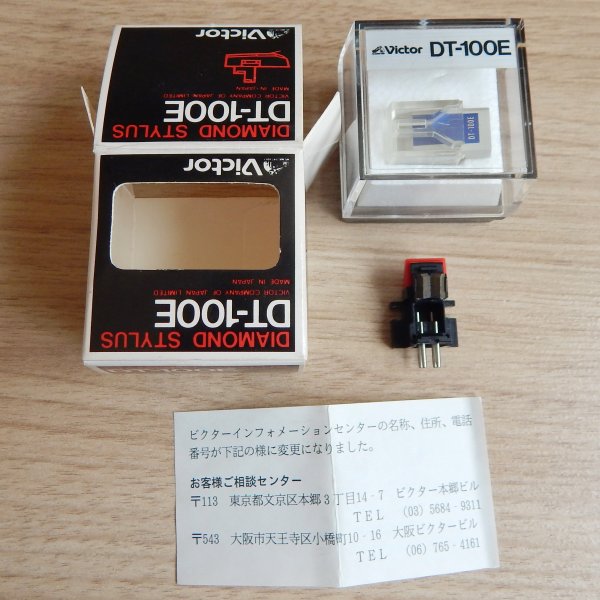 Victor
MADE IN JAPAN
VICTOR COMPANY OF JAPAN LIMITED
DT-100E
DIAMOND STYLUS
Victor
MADE IN JAPAN
VICTOR COMPANY OF JAPAN LIMITED
DT-100E
DIAMOND STYLUS
Victor DT-100E
DT-100E
ビクターインフォメーションセンターの名称、住所、電話
番号が下記の様に変更になりました。
お客様ご相談センター
〒113 東京都文京区本郷3丁目14-7 ビクター本郷ビル
TEL (03) 5684-9311
〒543 大阪市天王寺区小橋町10-16 大阪ビクタービル
TEL (06) 765-4161